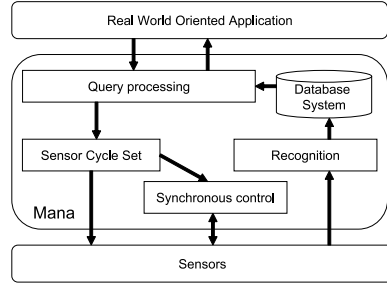 Real World Oriented Application
Query processing
Database
System
Sensor Cycle Set
Recognition
Synchronous control
Mana
Sensors